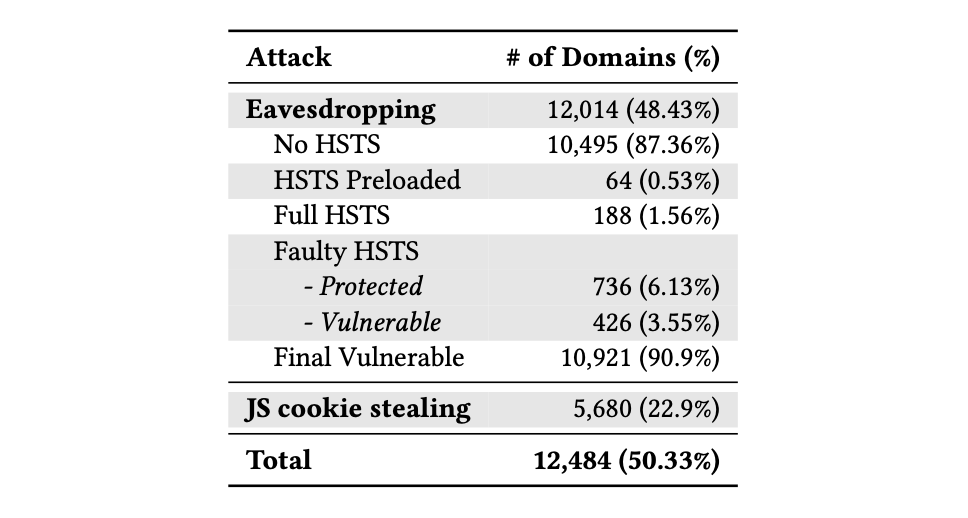 Attack # of Domains (%)
Eavesdropping 12,014 (48.43%)
No HSTS 10,495 (87.36%)
HSTS Preloaded 64 (0.53%)
Full HSTS 188 (1.56%)
Faulty HSTS
- Protected 736 (6.13%)
- Vulnerable 426 (3.55%)
Final Vulnerable 10,921 (90.9%)
JS cookie stealing 5,680 (22.9%)
Total 12,484 (50.33%)